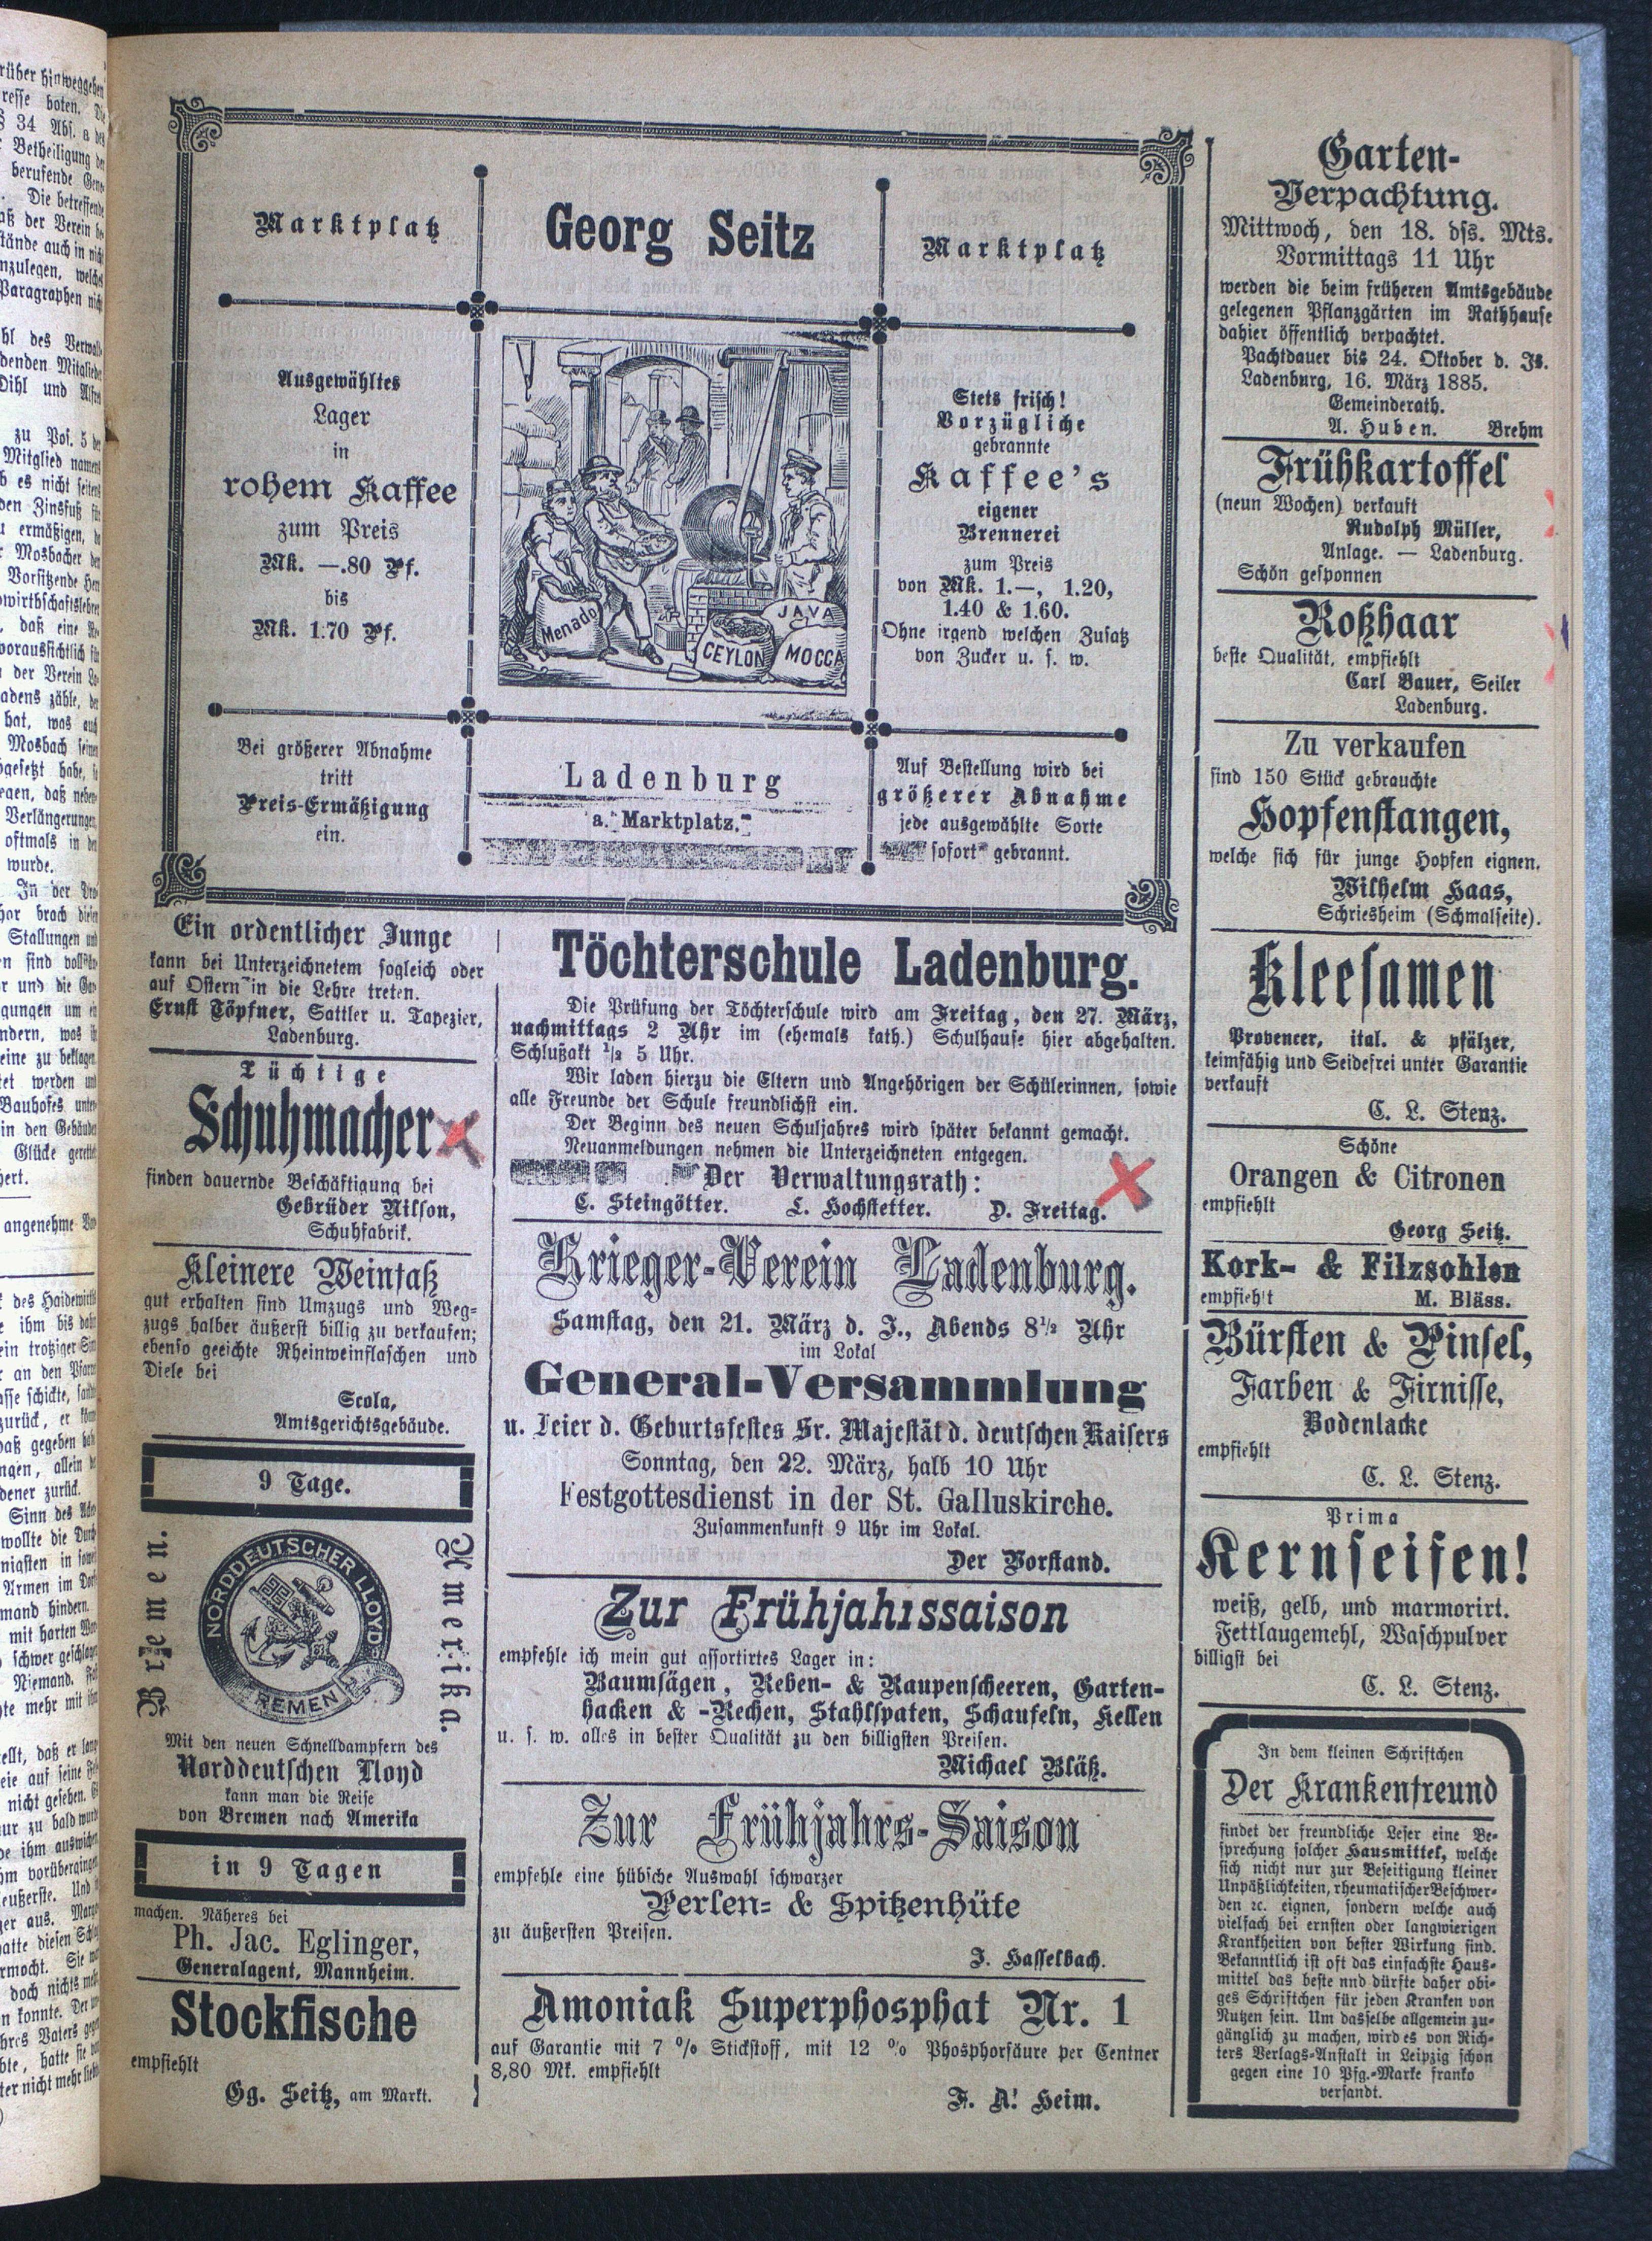 Marktplatz
Georg Seitz
Marktplatz
Ausgewähltes
Lager
in
rohem Kaffee
zum Preis
Mk. —.80 Pf.
bis
Mk. 1.70 Pf.
Menado
CEYLON
JAVA
MOCCA
Stets frisch!
Vorzügliche
gebrannte
Kaffee's
eigener
Brennerei
zum Preis
von Mk. 1.—, 1.20,
1.40 & 1.60.
Ohne irgend welchen Zusatz
von Zucker u. s. w.
Bei größerer Abnahme
tritt
Preis-Ermäßigung
ein.
Ladenburg
a. Marktplatz.
Auf Bestellung wird bei
größerer Abnahme
jede ausgewählte Sorte
sofort gebrannt.
Ein ordentlicher Junge
kann bei Unterzeichnetem sogleich oder
auf Ostern in die Lehre treten.
Ernst Töpfner, Sattler u. Tapezier,
Ladenburg.
Tüchtige
Schuhmacher
finden dauernde Beschäftigung bei
Gebrüder Nilson,
Schuhfabrik.
Kleinere Weinfaß
gut erhalten sind Umzugs und Weg-
zugs halber äußerst billig zu verkaufen;
ebenso geeichte Rheinweinflaschen und
Diele bei
Scola,
Amtsgerichtsgebäude.
9 Tage.
Bremen.
NORDDEUTSCHER LLOYD
BREMEN
Amerika.
Mit den neuen Schnelldampfern des
Norddeutschen Lloyd
kann man die Reise
von Bremen nach Amerika
in 9 Tagen
machen. Näheres bei
Ph. Jac. Eglinger,
Generalagent, Mannheim.
Stockfische
empfiehlt
Gg. Seitz, am Markt.
Töchterschule Ladenburg.
Die Prüfung der Töchterschule wird am Freitag, den 27. März,
nachmittags 2 Uhr im (ehemals kath.) Schulhause hier abgehalten.
Schlußakt 1/2 5 Uhr.
Wir laden hierzu die Eltern und Angehörigen der Schülerinnen, sowie
alle Freunde der Schule freundlichst ein.
Der Beginn des neuen Schuljahres wird später bekannt gemacht.
Neuanmeldungen nehmen die Unterzeichneten entgegen.
Der Verwaltungsrath:
C. Steingötter. L. Hochstetter. D. Freitag.
Krieger-Verein Ladenburg.
Samstag, den 21. März d. J., Abends 8½ Uhr
im Lokal
General-Versammlung
u. Feier d. Geburtsfestes Sr. Majestät d. deutschen Kaisers
Sonntag, den 22. März, halb 10 Uhr
Festgottesdienst in der St. Galluskirche.
Zusammenkunft 9 Uhr im Lokal.
Der Vorstand.
Zur Frühjahrssaison
empfehle ich mein gut assortirtes Lager in:
Baumsägen, Reben- & Raupenscheeren, Garten-
hacken & -Rechen, Stahlspaten, Schaufeln, Kellen
u. s. w. alles in bester Qualität zu den billigsten Preisen.
Michael Bläß.
Zur Frühjahrs-Saison
empfehle eine hübsche Auswahl schwarzer
Perlen- & Spitzenhüte
zu äußersten Preisen.
J. Hasselbach.
Amoniak Superphosphat Nr. 1
auf Garantie mit 7 % Stickstoff, mit 12 % Phosphorsäure per Centner
8,80 Mk. empfiehlt
F. A! Heim.
Garten-
Verpachtung.
Mittwoch, den 18. dss. Mts.
Vormittags 11 Uhr
werden die beim früheren Amtsgebäude
gelegenen Pflanzgärten im Rathhause
dahier öffentlich verpachtet.
Pachtdauer bis 24. Oktober d. Js.
Ladenburg, 16. März 1885.
Gemeinderath.
A. Huben. Brehm
Frühkartoffel
(neun Wochen) verkauft
Rudolph Müller,
Anlage. — Ladenburg.
Schön gesponnen
Roßhaar
beste Qualität, empfiehlt
Carl Bauer, Seiler
Ladenburg.
Zu verkaufen
sind 150 Stück gebrauchte
Hopfenstangen,
welche sich für junge Hopfen eignen.
Wilhelm Haas,
Schriesheim (Schmalseite).
Kleesamen
Provencer, ital. & pfälzer,
keimfähig und Seidefrei unter Garantie
verkauft
C. L. Stenz.
Schöne
Orangen & Citronen
empfiehlt
Georg Seitz.
Kork- & Filzsohlen
empfiehlt M. Bläss.
Bürsten & Pinsel,
Farben & Firnisse,
Bodenlacke
empfiehlt
C. L. Stenz.
Prima
Kernseifen!
weiß, gelb, und marmorirt.
Fettlaugemehl, Waschpulver
billigst bei
C. L. Stenz.
In dem kleinen Schriftchen
Der Krankenfreund
findet der freundliche Leser eine Be-
sprechung solcher Hausmittel, welche
sich nicht nur zur Beseitigung kleiner
Unpäßlichkeiten, rheumatischer Beschwer-
den ꝛc. eignen, sondern welche auch
vielfach bei ernsten oder langwierigen
Krankheiten von bester Wirkung sind.
Bekanntlich ist oft das einfachste Haus-
mittel das beste nnd dürfte daher obi-
ges Schriftchen für jeden Kranken von
Nutzen sein. Um dasselbe allgemein zu-
gänglich zu machen, wird es von Rich-
ters Verlags-Anstalt in Leipzig schon
gegen eine 10 Pfg.-Marke franko
versandt.